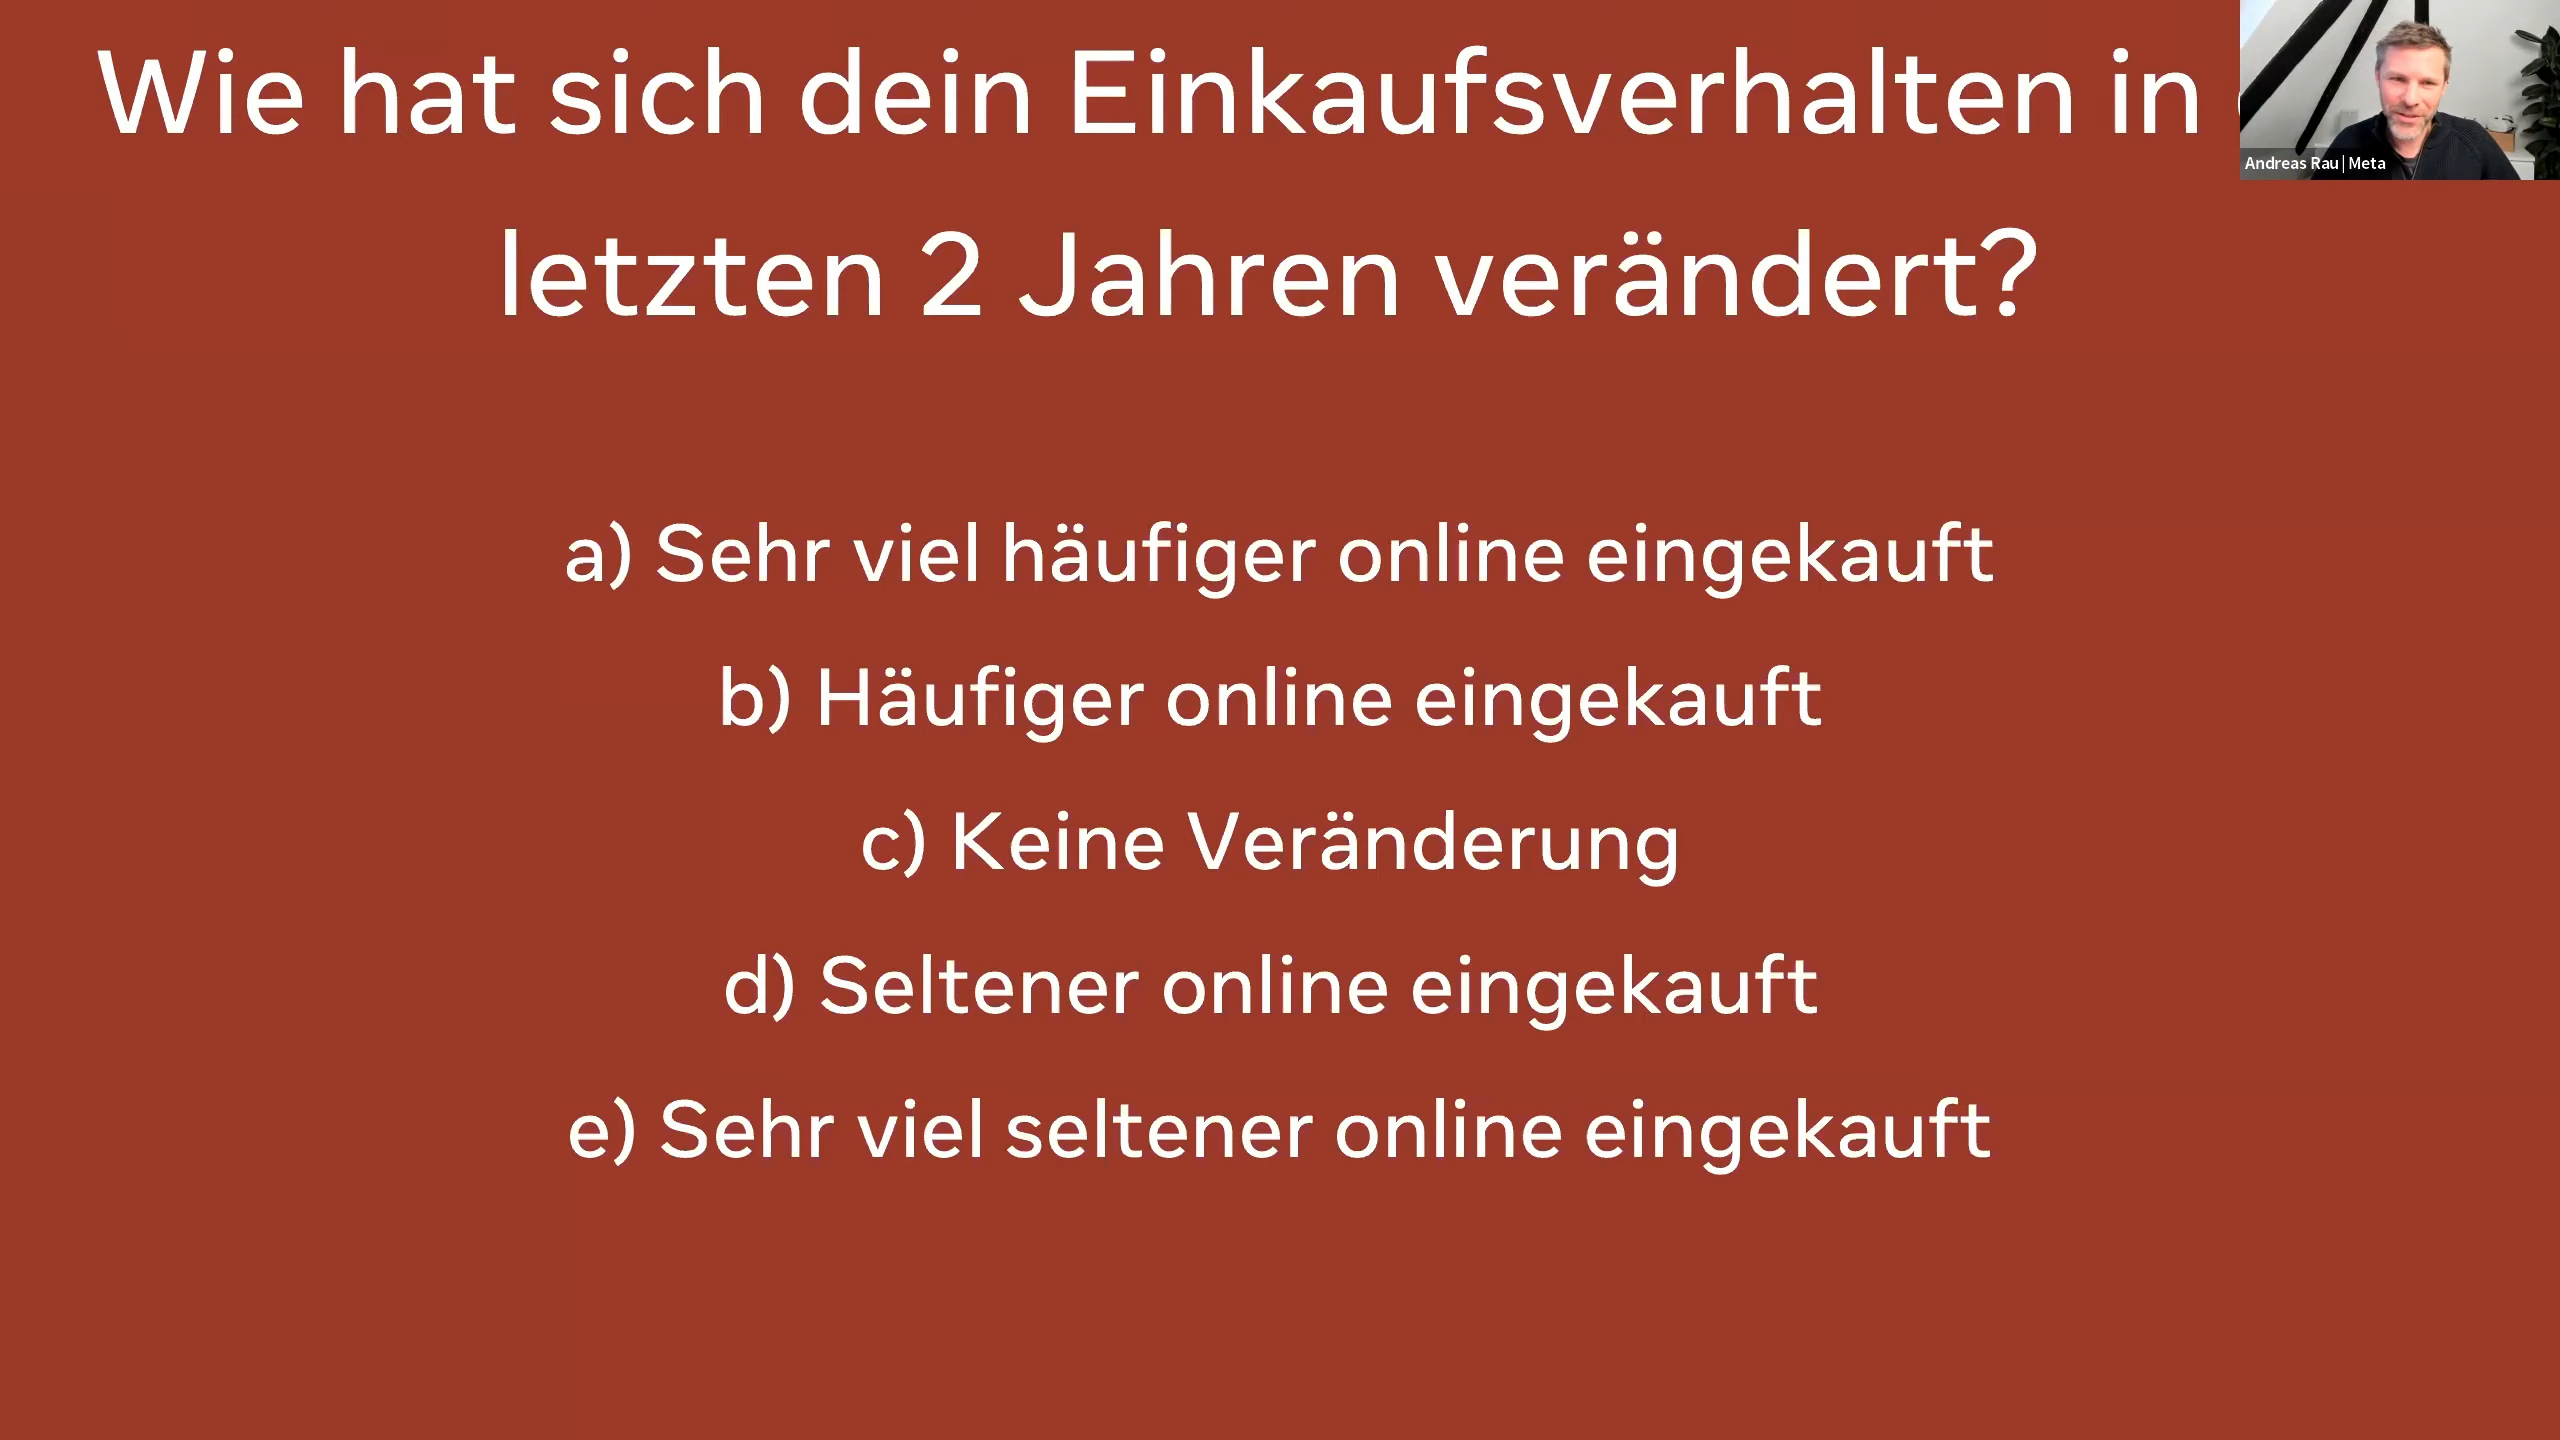 Wie hat sich dein Einkaufsverhalten in
letzten 2 Jahren verändert?
a) Sehr viel häufiger online eingekauft
b) Häufiger online eingekauft
c) Keine Veränderung
d) Seltener online eingekauft
e) Sehr viel seltener online eingekauft
Andreas Rau | Meta